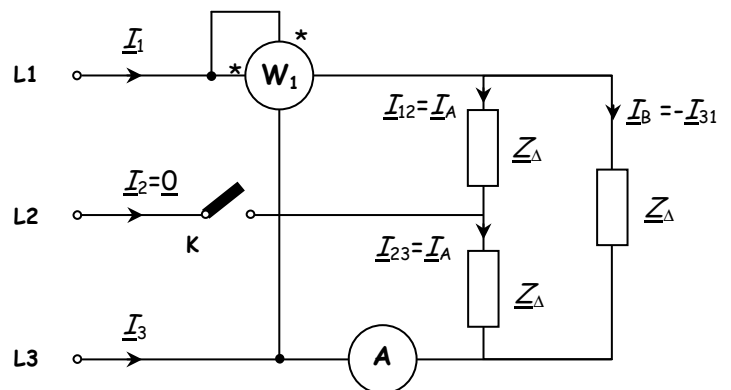 I1
* 
L1
* W1
I12=IA
IB =-I31
ZΔ
I2=0
L2
ZΔ
K
I23=IA
ZΔ
I3
L3
A